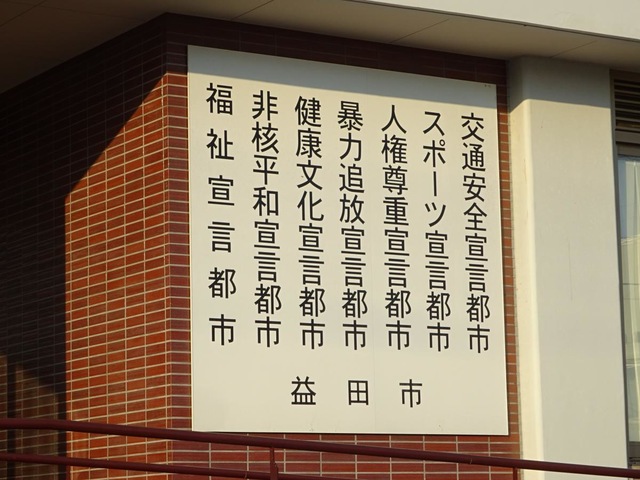 交通安全宣言都市
スポーツ宣言都市
人権尊重宣言都市
暴力追放宣言都市
健康文化宣言都市
非核平和宣言都市
福祉宣言都市
益田市